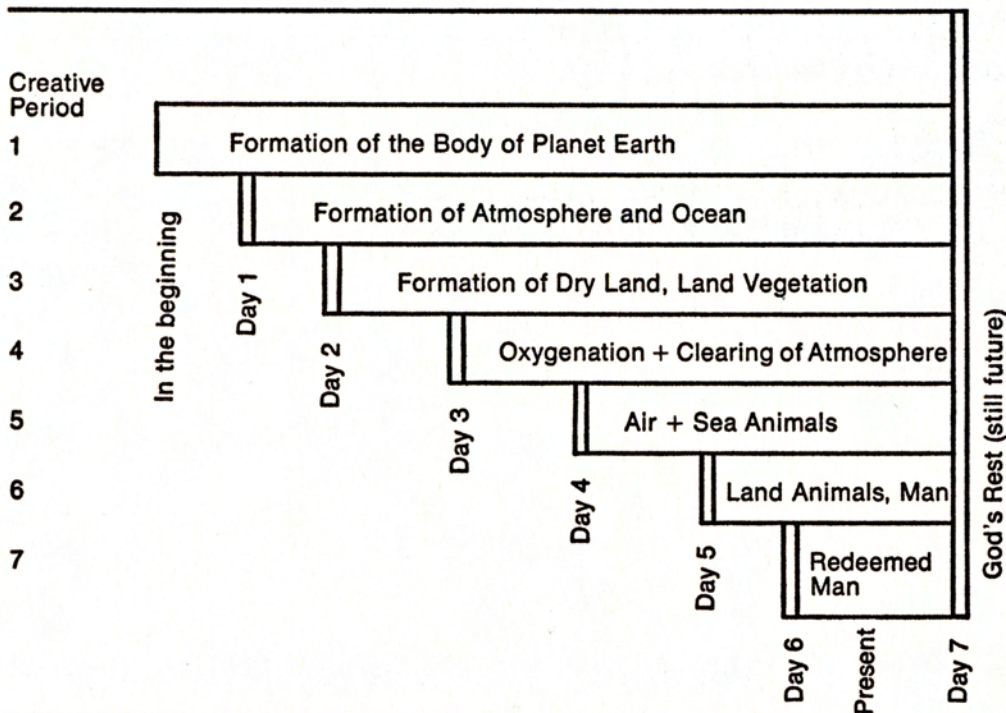 Creative
Period
1
Formation of the Body of Planet Earth
2
Formation of Atmosphere and Ocean
3
Formation of Dry Land, Land Vegetation
4
Oxygenation + Clearing of Atmosphere
5
Air + Sea Animals
6
Land Animals, Man
7
Redeemed
Man
In the beginning
Day 1
Day 2
Day 3
Day 4
Day 5
Day 6
Present
Day 7
God's Rest (still future)